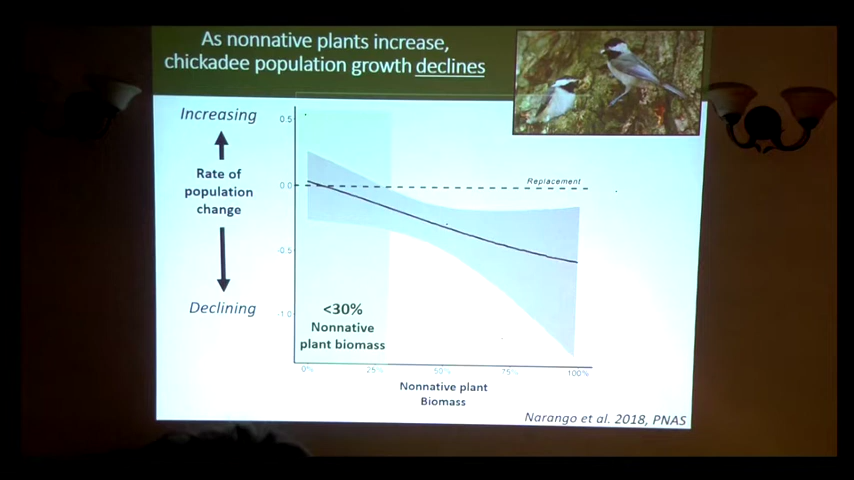 As nonnative plants increase,
chickadee population growth declines
Increasing
Rate of
population
change
Declining
0.5
0.0
-0.5
-1.0
Replacement
<30%
Nonnative
plant biomass
0% 25% 50% 75% 100%
Nonnative plant
Biomass
Narango et al. 2018, PNAS